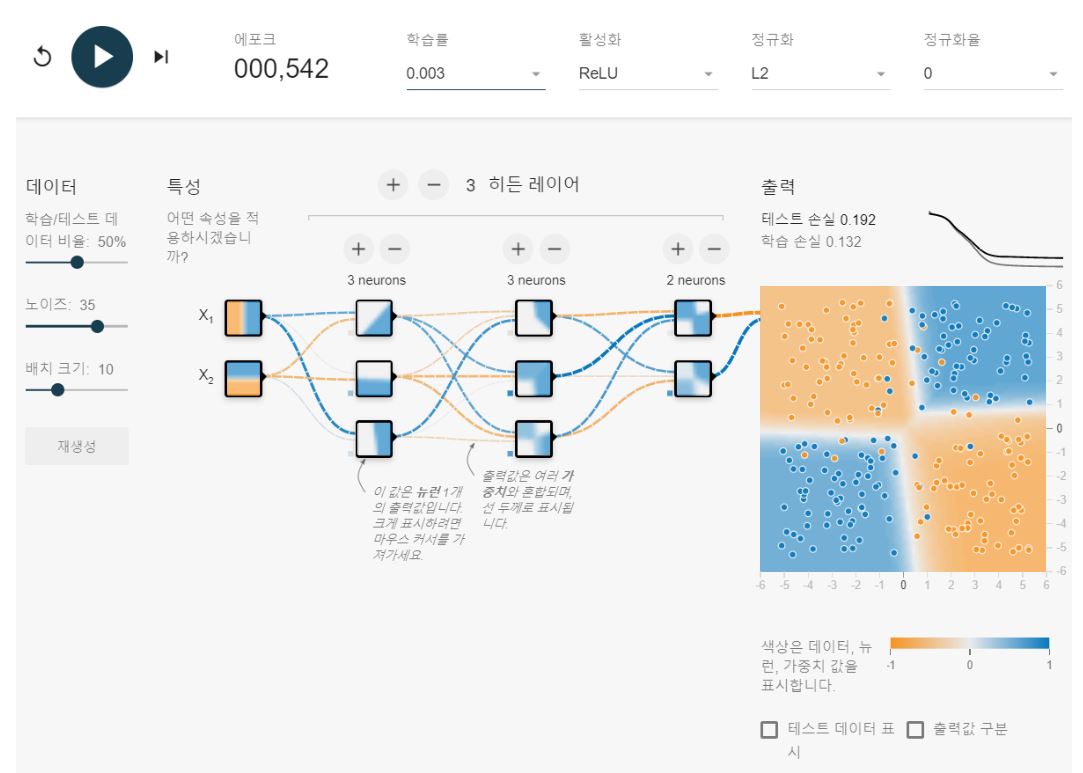 에포크
000,542
학습률
0.003
활성화
ReLU
정규화
L2
정규화율
0
데이터
학습/테스트 데
이터 비율: 50%
노이즈: 35
배치 크기: 10
재생성
특성
어떤 속성을 적
용하시겠습니
까?
X1
X2
+ − 3 히든 레이어
+ −
3 neurons
+ −
3 neurons
+ −
2 neurons
이 값은 뉴런 1개
의 출력값입니다.
크게 표시하려면
마우스 커서를 가
져가세요.
출력값은 여러 가
중치와 혼합되며,
선 두께로 표시됩
니다.
출력
테스트 손실 0.192
학습 손실 0.132
6
5
4
3
2
1
0
-1
-2
-3
-4
-5
-6
-6 -5 -4 -3 -2 -1 0 1 2 3 4 5 6
색상은 데이터, 뉴
런, 가중치 값을
표시합니다.
-1 0 1
테스트 데이터 표
시
출력값 구분